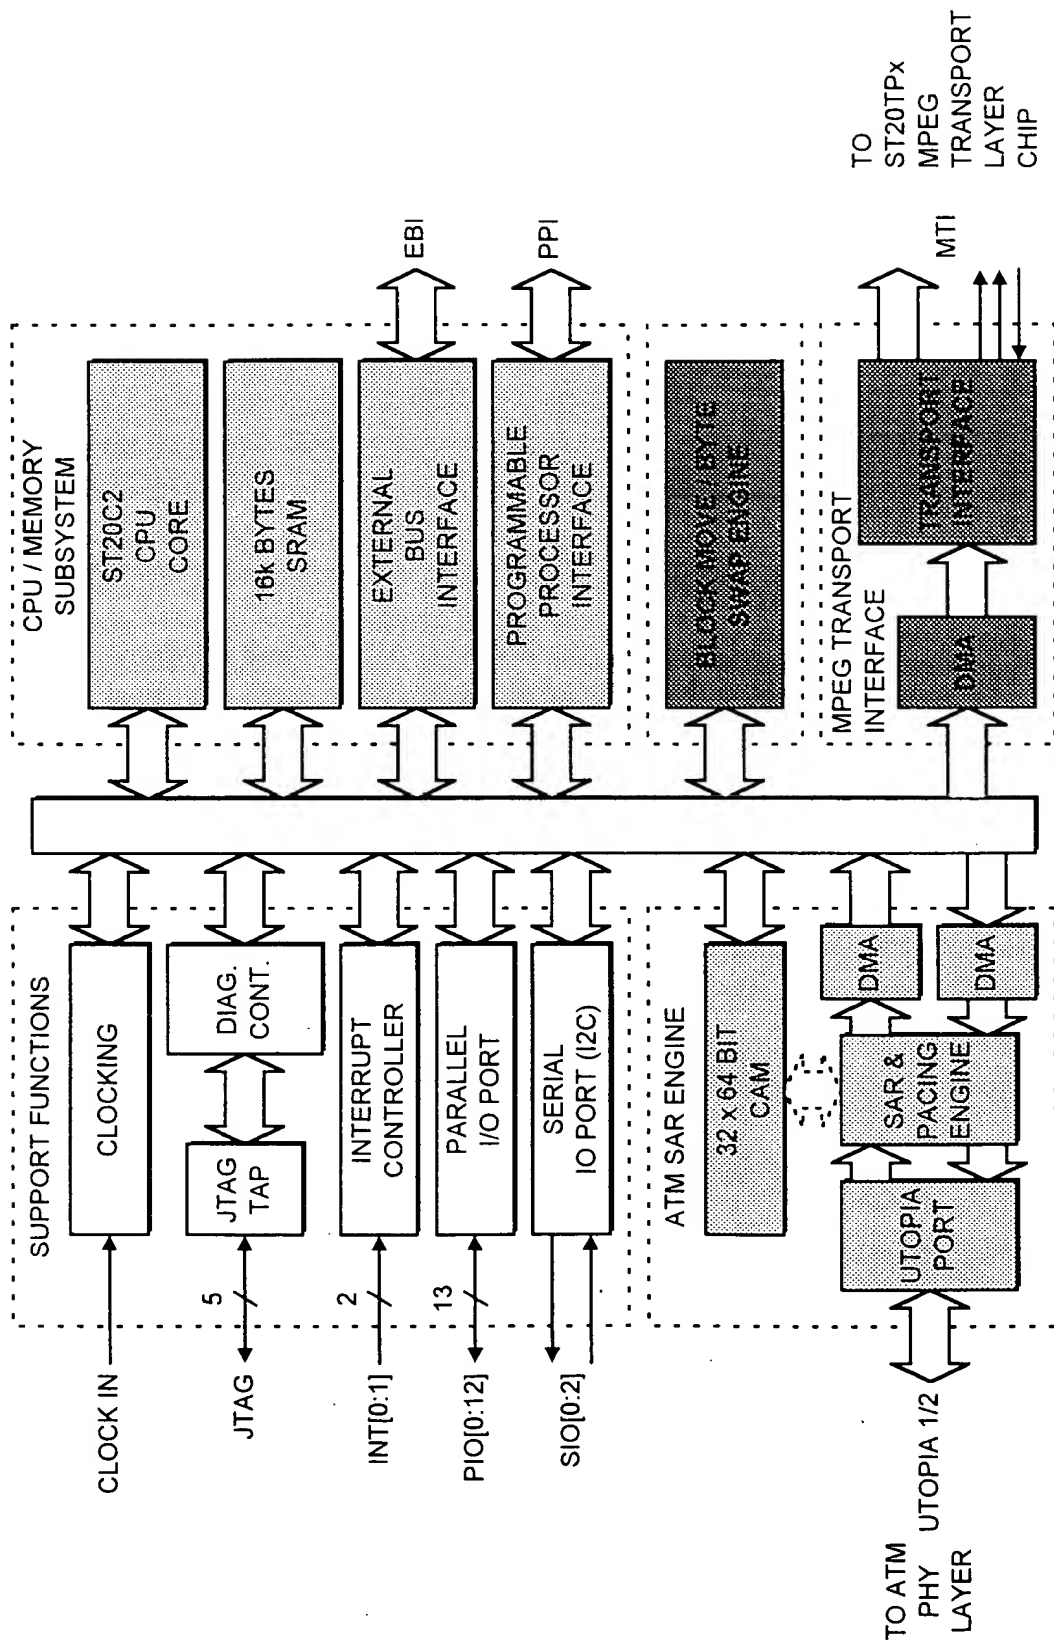 SUPPORT FUNCTIONS
CLOCK IN
CLOCKING
JTAG
5
JTAG
TAP
DIAG.
CONT.
INT[0:1]
2
INTERRUPT
CONTROLLER
PIO[0:12]
13
PARALLEL
I/O PORT
SIO[0:2]
SERIAL
IO PORT (I2C)
CPU / MEMORY
SUBSYSTEM
ST20C2
CPU
CORE
16k BYTES
SRAM
EXTERNAL
BUS
INTERFACE
EBI
PROGRAMMABLE
PROCESSOR
INTERFACE
PPI
ATM SAR ENGINE
32 x 64 BIT
CAM
TO ATM
PHY
LAYER
UTOPIA 1/2
UTOPIA
PORT
SAR &
PACING
ENGINE
DMA
DMA
BLOCK MOVE / BYTE
SWAP ENGINE
MPEG TRANSPORT
INTERFACE
DMA
TRANSPORT
INTERFACE
MTI
TO
ST20TPx
MPEG
TRANSPORT
LAYER
CHIP